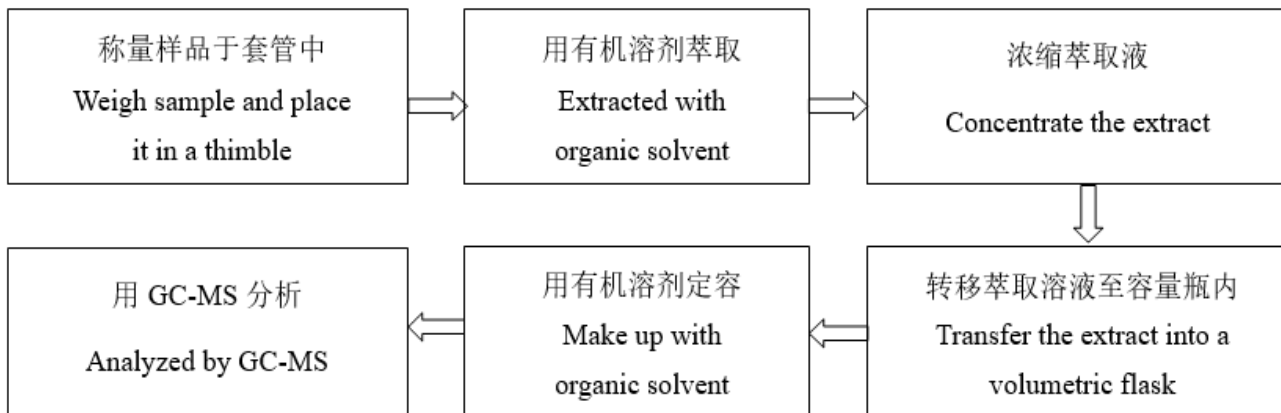 称量样品于套管中
Weigh sample and place
it in a thimble
用有机溶剂萃取
Extracted with
organic solvent
浓缩萃取液
Concentrate the extract
转移萃取溶液至容量瓶内
Transfer the extract into a
volumetric flask
用有机溶剂定容
Make up with
organic solvent
用 GC-MS 分析
Analyzed by GC-MS